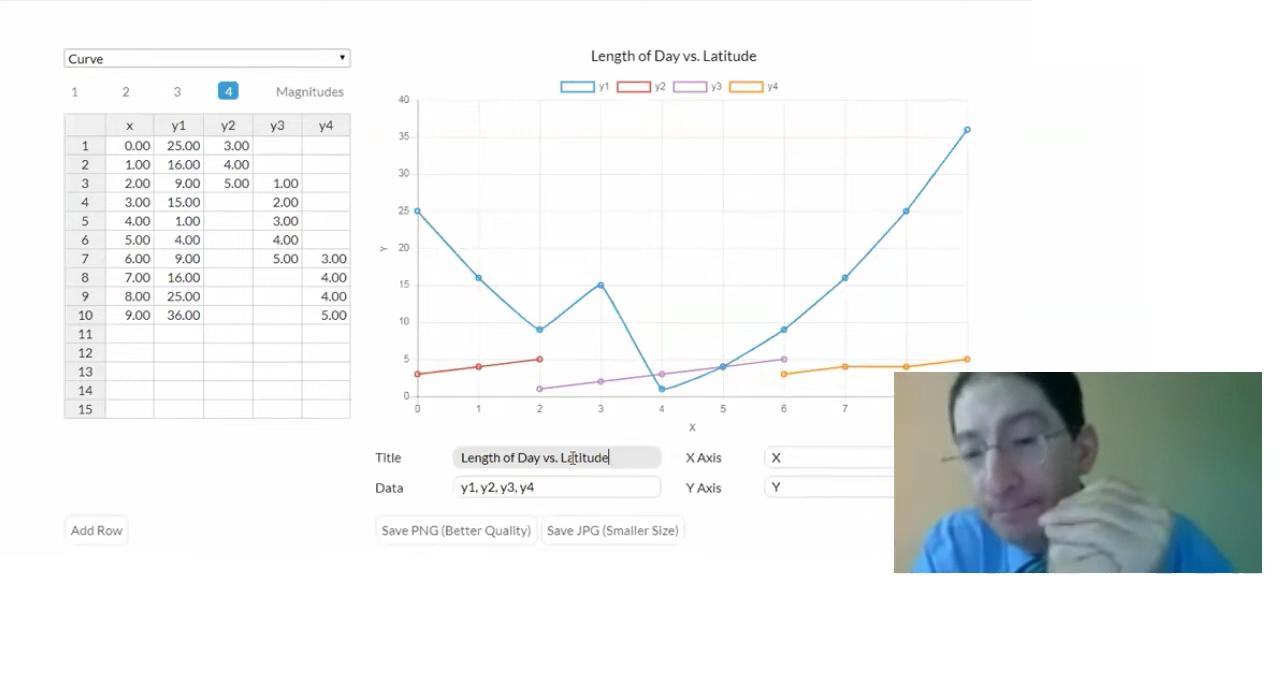 Curve
1 2 3 4 Magnitudes
x y1 y2 y3 y4
1 0.00 25.00 3.00
2 1.00 16.00 4.00
3 2.00 9.00 5.00 1.00
4 3.00 15.00 2.00
5 4.00 1.00 3.00
6 5.00 4.00 4.00
7 6.00 9.00 5.00 3.00
8 7.00 16.00 4.00
9 8.00 25.00 4.00
10 9.00 36.00 5.00
11
12
13
14
15
Add Row
Length of Day vs. Latitude
y1 y2 y3 y4
40
35
30
25
20
15
10
5
0
Y
0 1 2 3 4 5 6 7
X
Title Length of Day vs. Latitude X Axis X
Data y1, y2, y3, y4 Y Axis Y
Save PNG (Better Quality) Save JPG (Smaller Size)